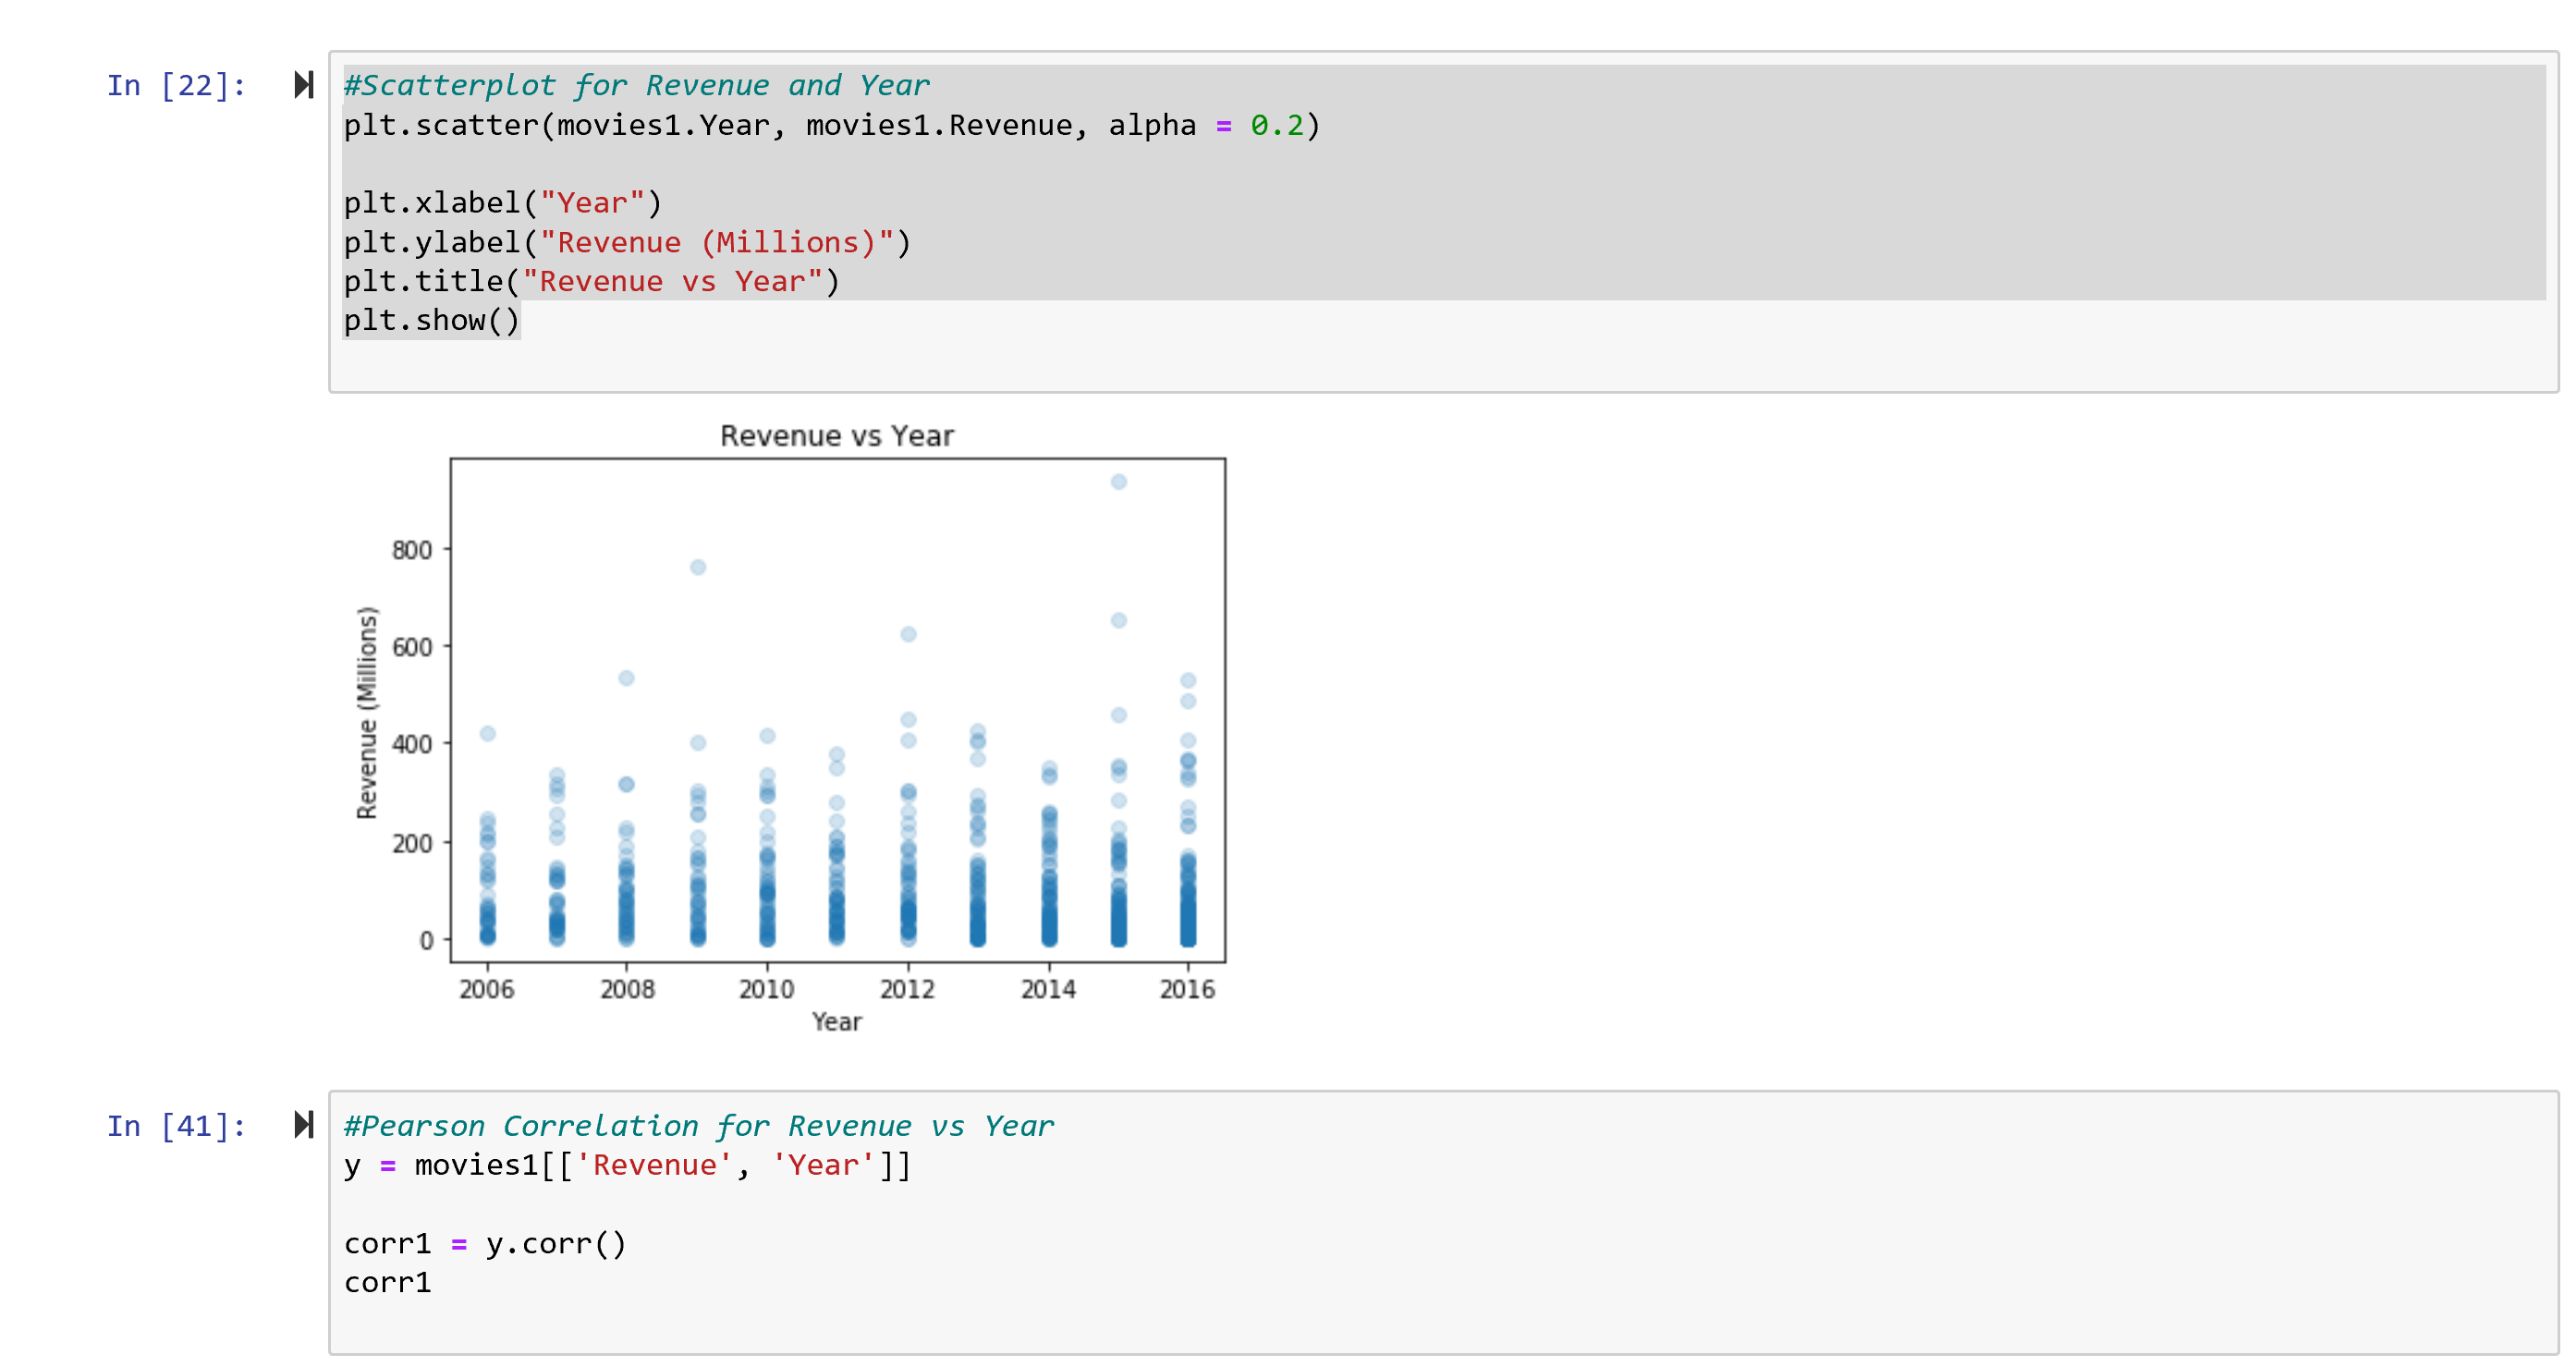 In [22]:
#Scatterplot for Revenue and Year
plt.scatter(movies1.Year, movies1.Revenue, alpha = 0.2)
plt.xlabel("Year")
plt.ylabel("Revenue (Millions)")
plt.title("Revenue vs Year")
plt.show()
Revenue vs Year
800
600
400
200
0
Revenue (Millions)
2006 2008 2010 2012 2014 2016
Year
In [41]:
#Pearson Correlation for Revenue vs Year
y = movies1[['Revenue', 'Year']]
corr1 = y.corr()
corr1